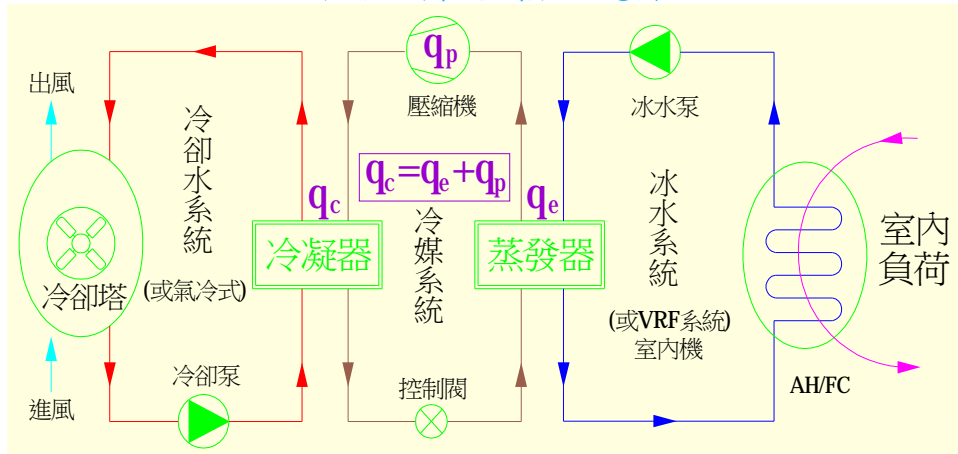 qp
壓縮機
冰水泵
出風
冷卻水系統
qc=qe+qp
qc
qe
冷媒系統
冰水系統
冷凝器
蒸發器
室內
負荷
冷卻塔
(或氣冷式)
(或VRF系統)
室內機
冷卻泵
控制閥
AH/FC
進風